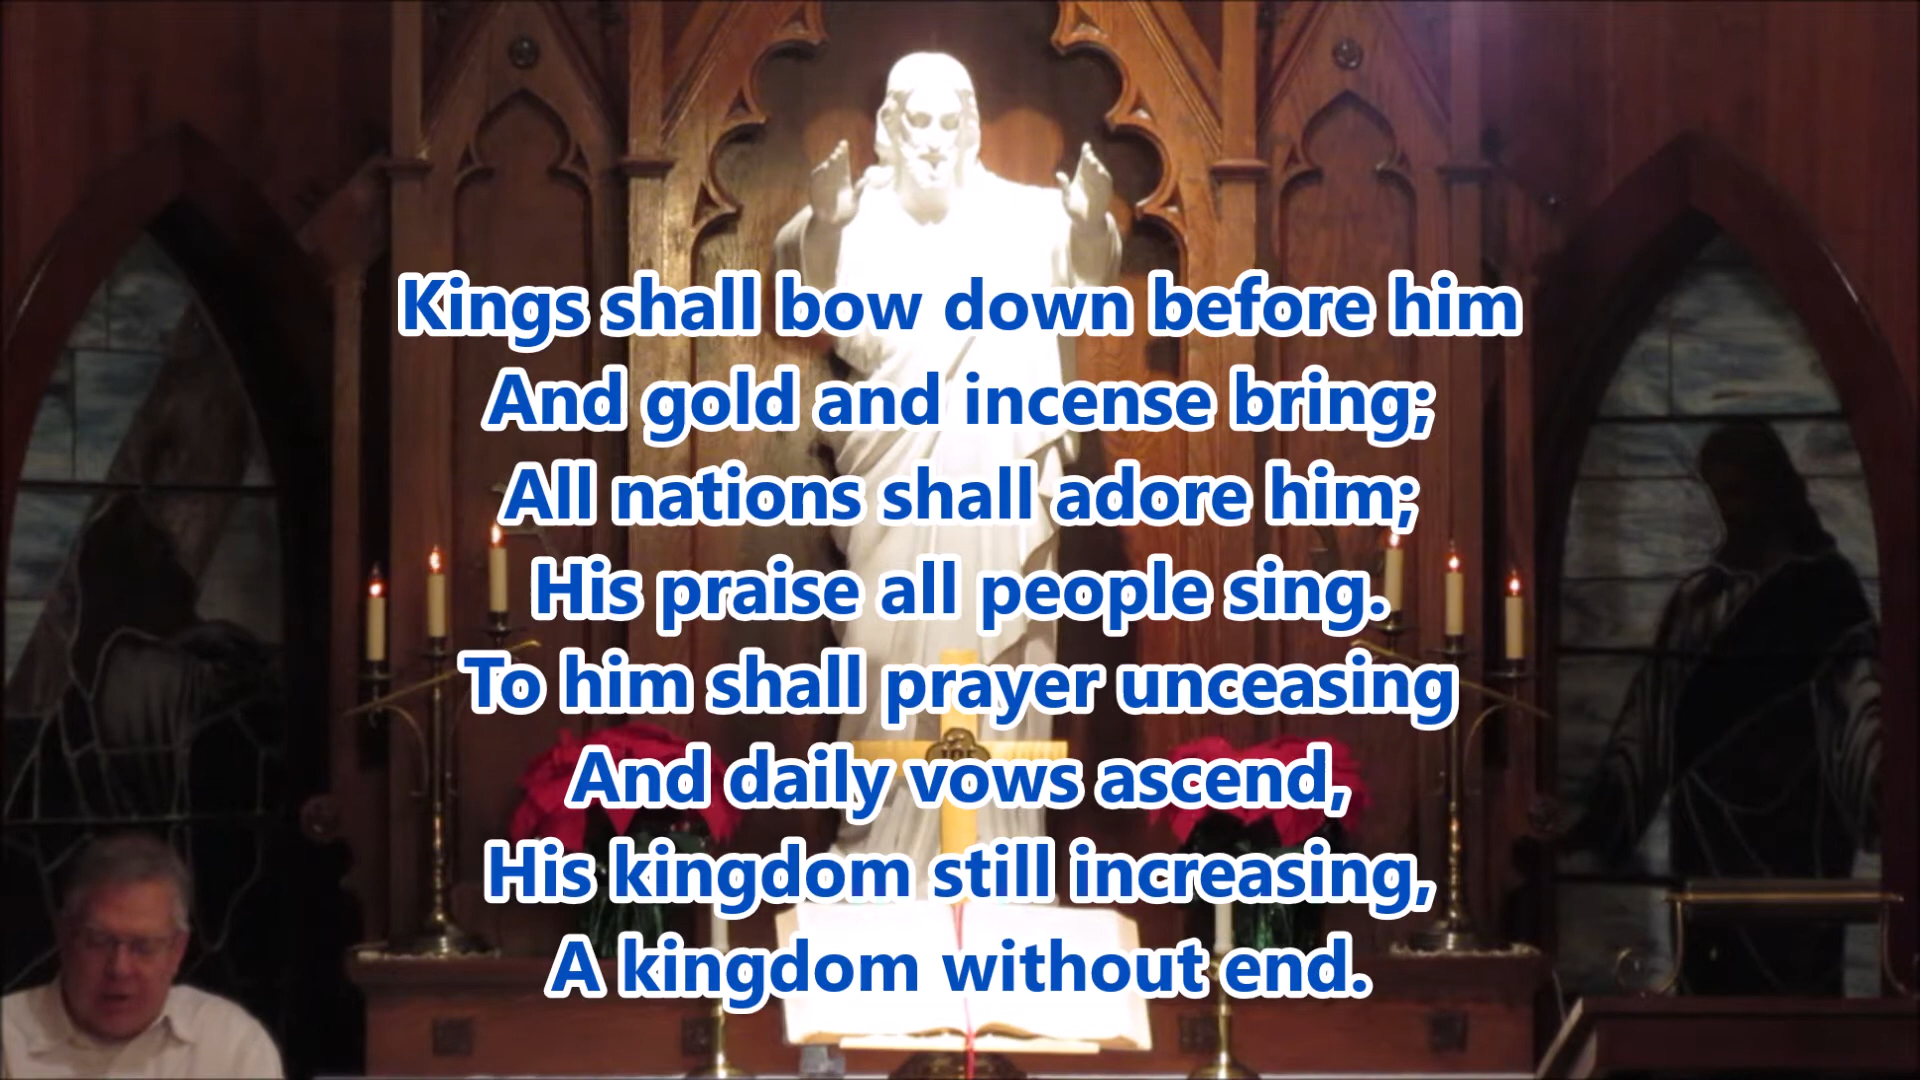 Kings shall bow down before him
And gold and incense bring;
All nations shall adore him;
His praise all people sing.
To him shall prayer unceasing
And daily vows ascend,
His kingdom still increasing,
A kingdom without end.